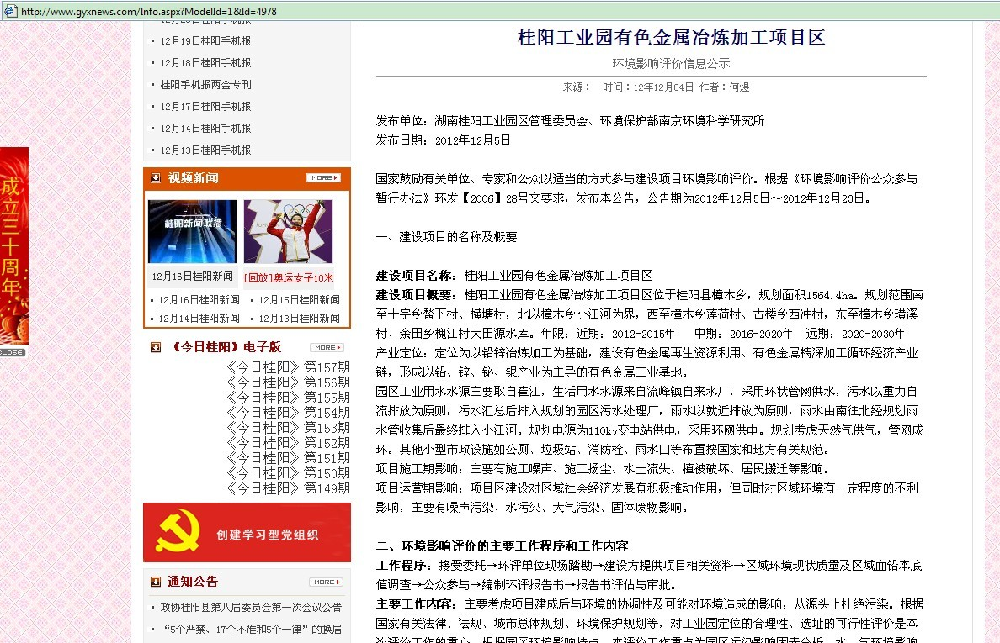 http://www.gyxnews.com/Info.aspx?ModelId=1&Id=4978
12月19日桂阳手机报
12月18日桂阳手机报
桂阳手机报两会专刊
12月17日桂阳手机报
12月14日桂阳手机报
12月13日桂阳手机报
成立三十周年：
CLOSE
视频新闻
MORE
桂阳新闻联播
12月16日桂阳新闻
[回放]奥运女子10米
12月16日桂阳新闻
12月15日桂阳新闻
12月14日桂阳新闻
12月13日桂阳新闻
《今日桂阳》电子版
MORE
《今日桂阳》第157期
《今日桂阳》第156期
《今日桂阳》第155期
《今日桂阳》第154期
《今日桂阳》第153期
《今日桂阳》第152期
《今日桂阳》第151期
《今日桂阳》第150期
《今日桂阳》第149期
创建学习型党组织
通知公告
MORE
政协桂阳县第八届委员会第一次会议公告
“5个严禁、17个不准和5个一律”的换届
桂阳工业园有色金属冶炼加工项目区
环境影响评价信息公示
来源： 时间：12年12月04日 作者：何煜
发布单位：湖南桂阳工业园区管理委员会、环境保护部南京环境科学研究所
发布日期：2012年12月5日
国家鼓励有关单位、专家和公众以适当的方式参与建设项目环境影响评价。根据《环境影响评价公众参与
暂行办法》环发【2006】28号文要求，发布本公告，公告期为2012年12月5日～2012年12月23日。
一、建设项目的名称及概要
建设项目名称：桂阳工业园有色金属冶炼加工项目区
建设项目概要：桂阳工业园有色金属冶炼加工项目区位于桂阳县樟木乡，规划面积1564.4ha。规划范围南
至十字乡瞽下村、横塘村，北以樟木乡小江河为界，西至樟木乡莲荷村、古楼乡西冲村，东至樟木乡璜溪
村、余田乡槐江村大田源水库。年限：近期：2012-2015年 中期：2016-2020年 远期：2020-2030年
产业定位：定位为以铅锌冶炼加工为基础，建设有色金属再生资源利用、有色金属精深加工循环经济产业
链，形成以铅、锌、铋、银产业为主导的有色金属工业基地。
园区工业用水水源主要取自崔江，生活用水水源来自流峰镇自来水厂，采用环状管网供水，污水以重力自
流排放为原则，污水汇总后排入规划的园区污水处理厂，雨水以就近排放为原则，雨水由南往北经规划雨
水管收集后最终排入小江河。规划电源为110kv变电站供电，采用环网供电。规划考虑天然气供气，管网成
环。其他小型市政设施如公厕、垃圾站、消防栓、雨水口等布置按国家和地方有关规范。
项目施工期影响：主要有施工噪声、施工扬尘、水土流失、植被破坏、居民搬迁等影响。
项目运营期影响：项目区建设对区域社会经济发展有积极推动作用，但同时对区域环境有一定程度的不利
影响，主要有噪声污染、水污染、大气污染、固体废物影响。
二、环境影响评价的主要工作程序和工作内容
工作程序：接受委托→环评单位现场踏勘→建设方提供项目相关资料→区域环境现状质量及区域血铅本底
值调查→公众参与→编制环评报告书→报告书评估与审批。
主要工作内容：主要考虑项目建成后与环境的协调性及可能对环境造成的影响，从源头上杜绝污染。根据
国家有关法律、法规、城市总体规划、环境保护规划等，对工业园定位的合理性、选址的可行性评价是本